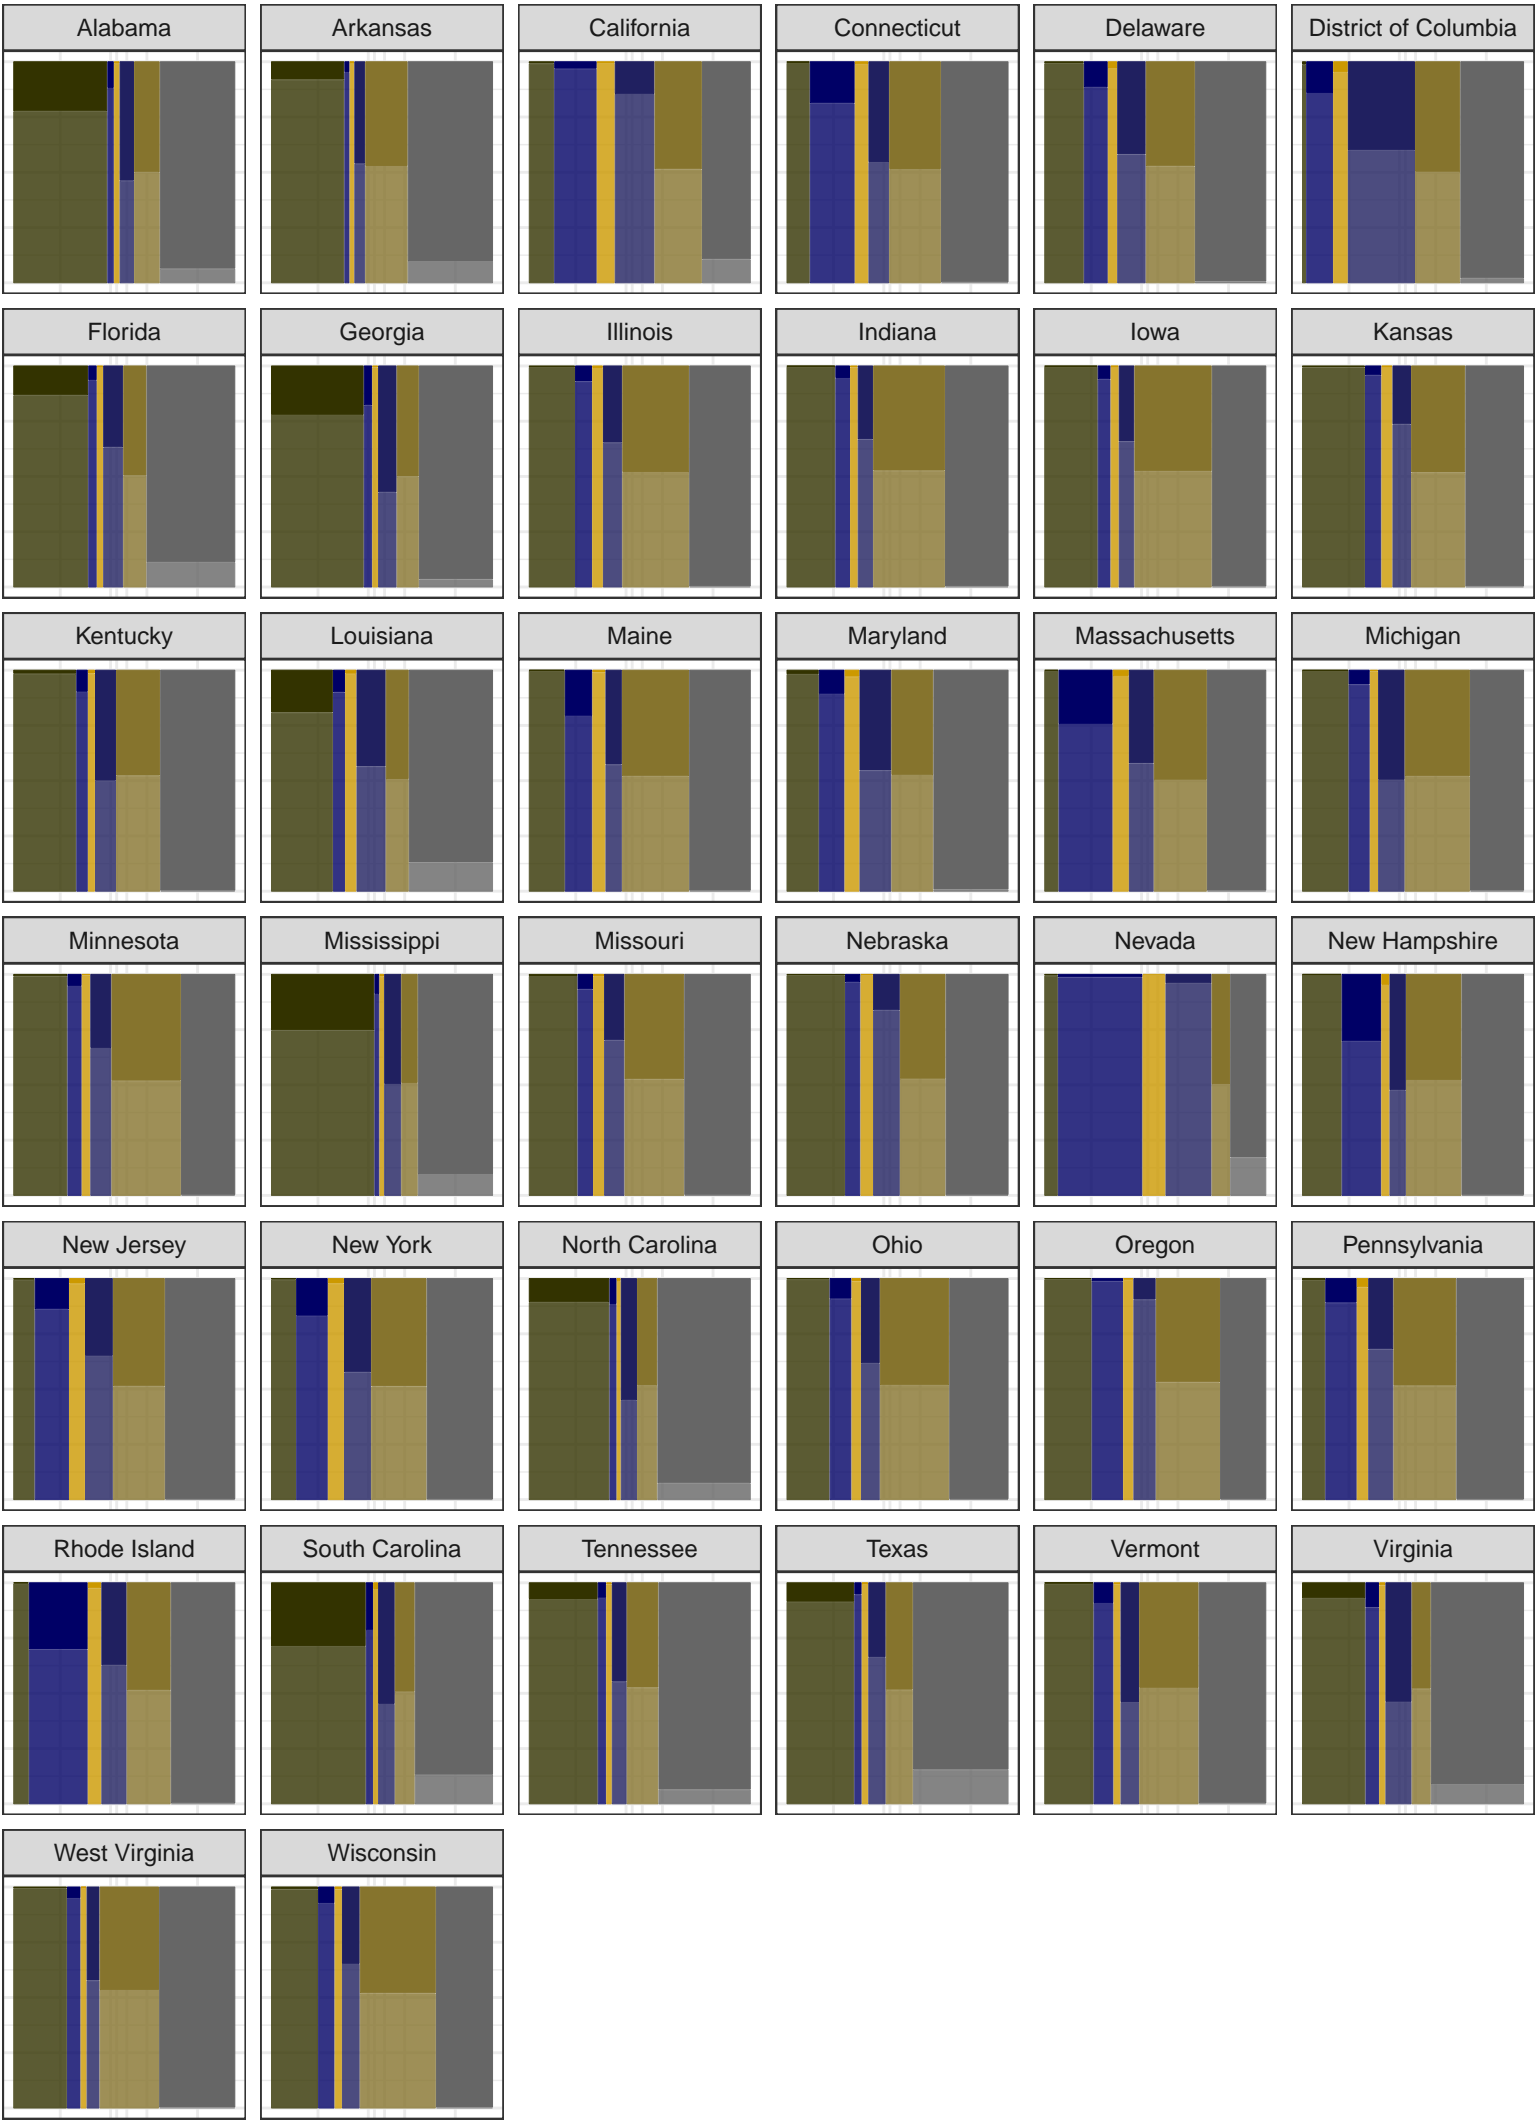 Alabama
Arkansas
California
Connecticut
Delaware
District of Columbia
Florida
Georgia
Illinois
Indiana
Iowa
Kansas
Kentucky
Louisiana
Maine
Maryland
Massachusetts
Michigan
Minnesota
Mississippi
Missouri
Nebraska
Nevada
New Hampshire
New Jersey
New York
North Carolina
Ohio
Oregon
Pennsylvania
Rhode Island
South Carolina
Tennessee
Texas
Vermont
Virginia
West Virginia
Wisconsin